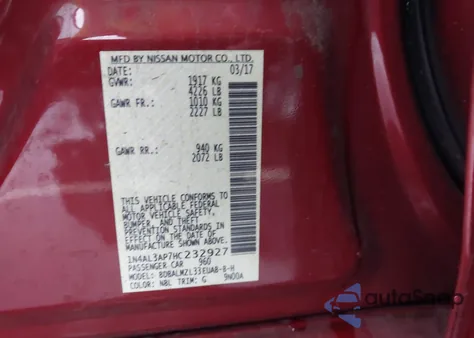 MFD BY NISSAN MOTOR CO., LTD.
DATE: 03/17
GVWR: 1917 KG
4226 LB
GAWR FR.: 1010 KG
2227 LB
GAWR RR.: 940 KG
2072 LB
THIS VEHICLE CONFORMS TO
ALL APPLICABLE FEDERAL
MOTOR VEHICLE SAFETY,
BUMPER AND THEFT
PREVENTION STANDARDS
IN EFFECT ON THE DATE OF
MANUFACTURE SHOWN ABOVE.
1N4AL3AP7HC232927
PASSENGER CAR 960
MODEL: BDBALMZL33EUAB-B-H
COLOR: NBL TRIM: G 9N00A
autoSnap